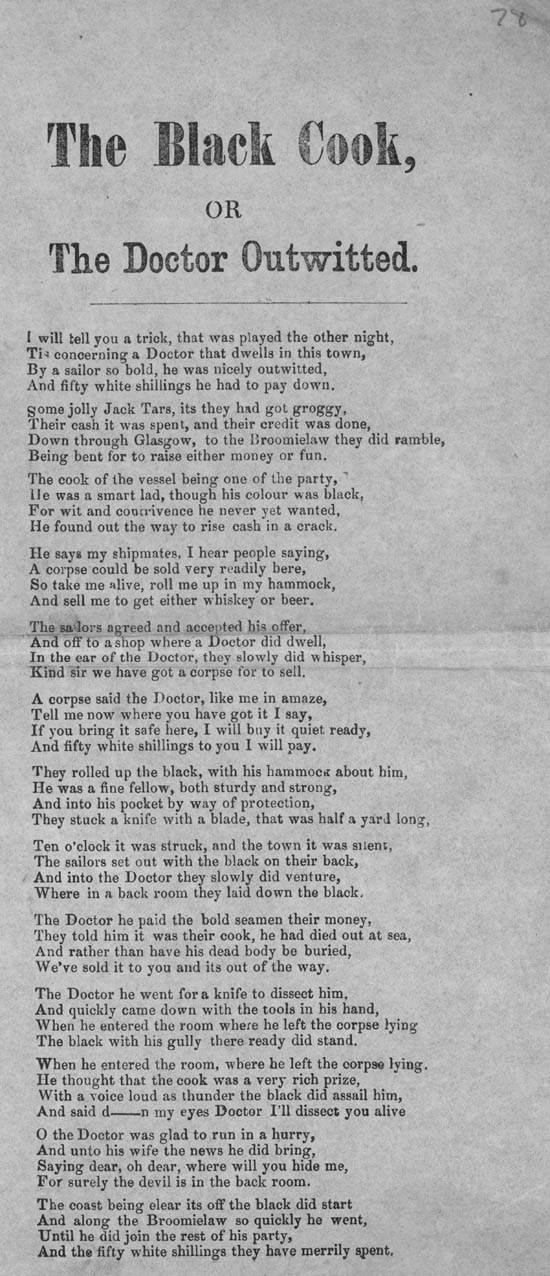 78
The Black Cook,
OR
The Doctor Outwitted.
I will tell you a trick, that was played the other night,
Tis concerning a Doctor that dwells in this town,
By a sailor so bold, he was nicely outwitted,
And fifty white shillings he had to pay down.
Some jolly Jack Tars, its they had got groggy,
Their cash it was spent, and their credit was done,
Down through Glasgow, to the Broomielaw they did ramble,
Being bent for to raise either money or fun.
The cook of the vessel being one of the party,
He was a smart lad, though his colour was black,
For wit and contrivence he never yet wanted,
He found out the way to rise cash in a crack.
He says my shipmates, I hear people saying,
A corpse could be sold very readily here,
So take me alive, roll me up in my hammock,
And sell me to get either whiskey or beer.
The sailors agreed and accepted his offer,
And off to a shop where a Doctor did dwell,
In the ear of the Doctor, they slowly did whisper,
Kind sir we have got a corpse for to sell.
A corpse said the Doctor, like me in amaze,
Tell me now where you have got it I say,
If you bring it safe here, I will buy it quiet ready,
And fifty white shillings to you I will pay.
They rolled up the black, with his hammock about him,
He was a fine fellow, both sturdy and strong,
And into his pocket by way of protection,
They stuck a knife with a blade, that was half a yard long,
Ten o'clock it was struck, and the town it was silent,
The sailors set out with the black on their back,
And into the Doctor they slowly did venture,
Where in a back room they laid down the black.
The Doctor he paid the bold seamen their money,
They told him it was their cook, he had died out at sea,
And rather than have his dead body be buried,
We've sold it to you and its out of the way.
The Doctor he went for a knife to dissect him,
And quickly came down with the tools in his hand,
When he entered the room where he left the corpse lying
The black with his gully there ready did stand.
When he entered the room, where he left the corpse lying.
He thought that the cook was a very rich prize,
With a voice loud as thunder the black did assail him,
And said d——n my eyes Doctor I'll dissect you alive
O the Doctor was glad to run in a hurry,
And unto his wife the news he did bring,
Saying dear, oh dear, where will you hide me,
For surely the devil is in the back room.
The coast being elear its off the black did start
And along the Broomielaw so quickly he went,
Until he did join the rest of his party,
And the fifty white shillings they have merrily spent.